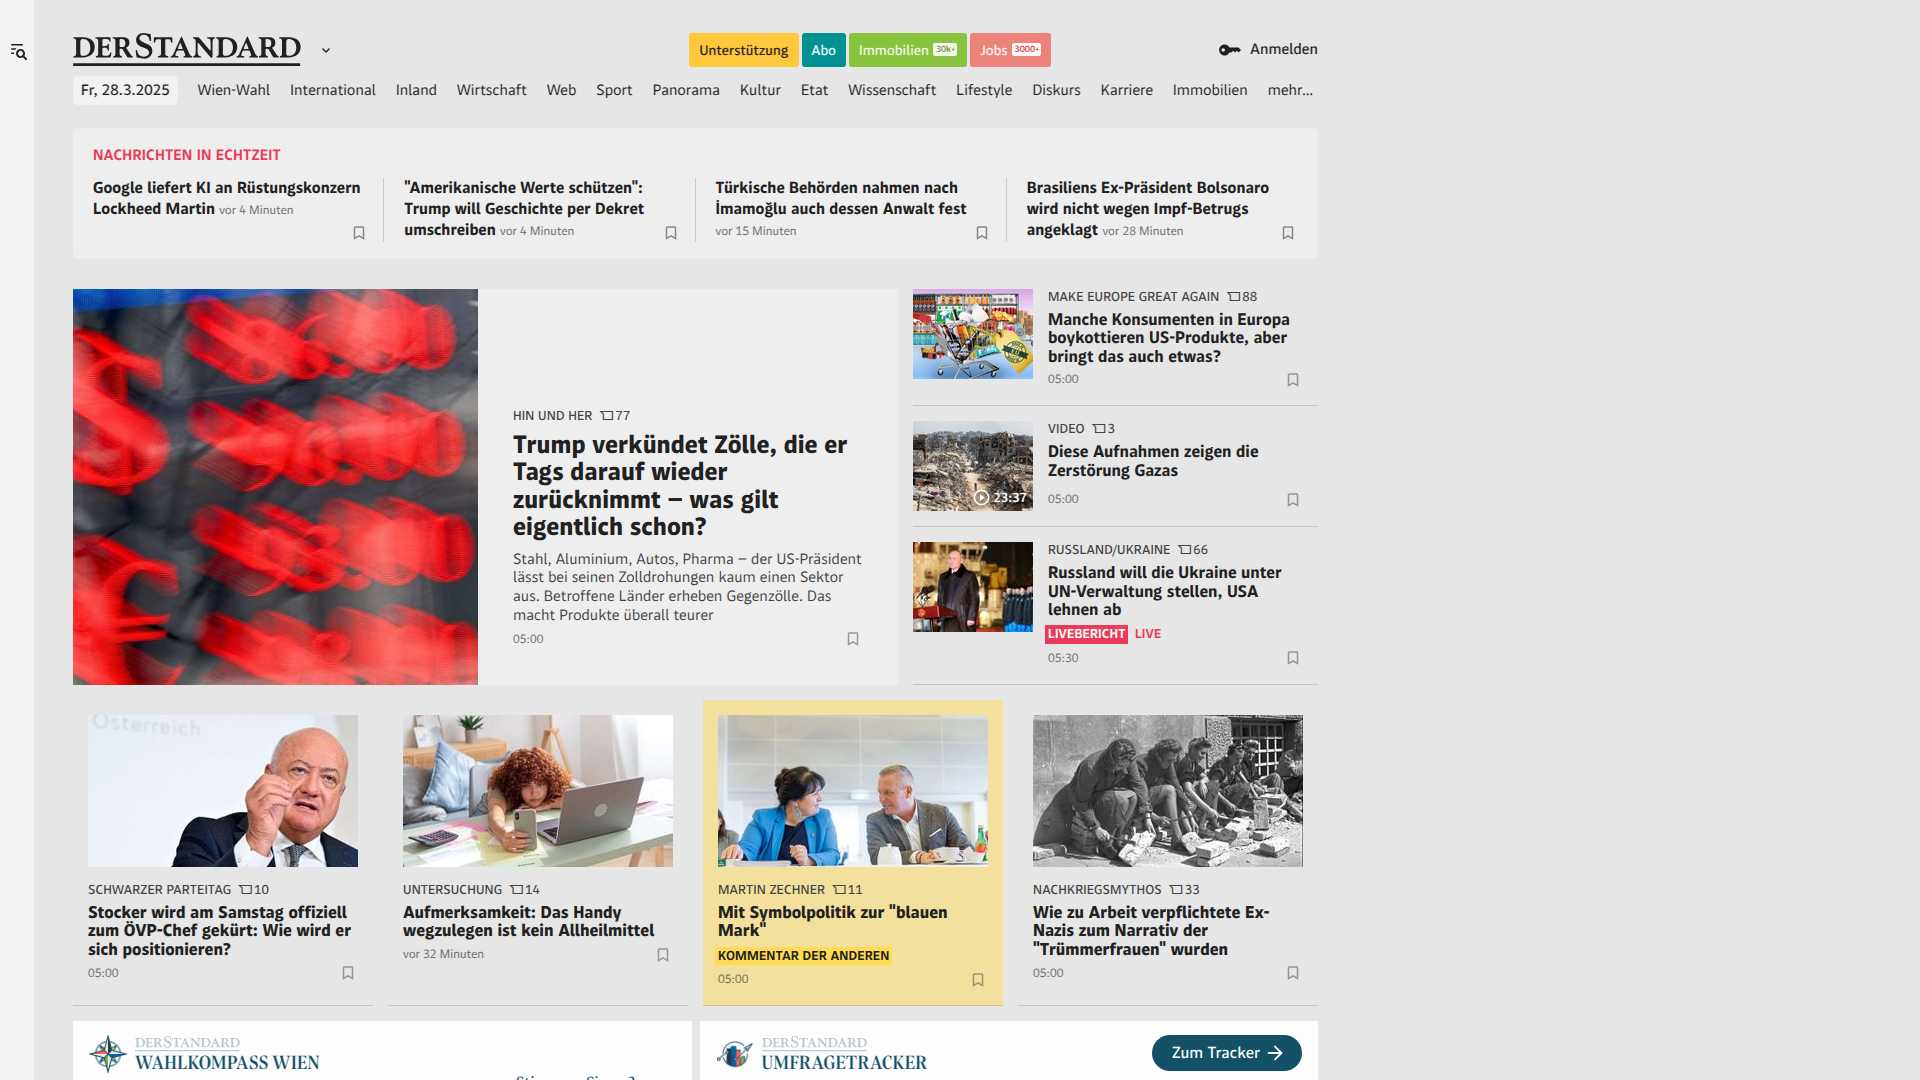 DERSTANDARD
Unterstützung
Abo
Immobilien 30k+
Jobs 3000+
Anmelden
Fr, 28.3.2025
Wien-Wahl
International
Inland
Wirtschaft
Web
Sport
Panorama
Kultur
Etat
Wissenschaft
Lifestyle
Diskurs
Karriere
Immobilien
mehr...
NACHRICHTEN IN ECHTZEIT
Google liefert KI an Rüstungskonzern
Lockheed Martin vor 4 Minuten
"Amerikanische Werte schützen":
Trump will Geschichte per Dekret
umschreiben vor 4 Minuten
Türkische Behörden nahmen nach
İmamoğlu auch dessen Anwalt fest
vor 15 Minuten
Brasiliens Ex-Präsident Bolsonaro
wird nicht wegen Impf-Betrugs
angeklagt vor 28 Minuten
HIN UND HER 77
Trump verkündet Zölle, die er
Tags darauf wieder
zurücknimmt – was gilt
eigentlich schon?
Stahl, Aluminium, Autos, Pharma – der US-Präsident
lässt bei seinen Zolldrohungen kaum einen Sektor
aus. Betroffene Länder erheben Gegenzölle. Das
macht Produkte überall teurer
05:00
MAKE EUROPE GREAT AGAIN 88
Manche Konsumenten in Europa
boykottieren US-Produkte, aber
bringt das auch etwas?
05:00
23:37
VIDEO 3
Diese Aufnahmen zeigen die
Zerstörung Gazas
05:00
RUSSLAND/UKRAINE 66
Russland will die Ukraine unter
UN-Verwaltung stellen, USA
lehnen ab
LIVEBERICHT LIVE
05:30
Österreich
SCHWARZER PARTEITAG 10
Stocker wird am Samstag offiziell
zum ÖVP-Chef gekürt: Wie wird er
sich positionieren?
05:00
UNTERSUCHUNG 14
Aufmerksamkeit: Das Handy
wegzulegen ist kein Allheilmittel
vor 32 Minuten
MARTIN ZECHNER 11
Mit Symbolpolitik zur "blauen
Mark"
KOMMENTAR DER ANDEREN
05:00
NACHKRIEGSMYTHOS 33
Wie zu Arbeit verpflichtete Ex-
Nazis zum Narrativ der
"Trümmerfrauen" wurden
05:00
DERSTANDARD
WAHLKOMPASS WIEN
DERSTANDARD
UMFRAGETRACKER
Zum Tracker